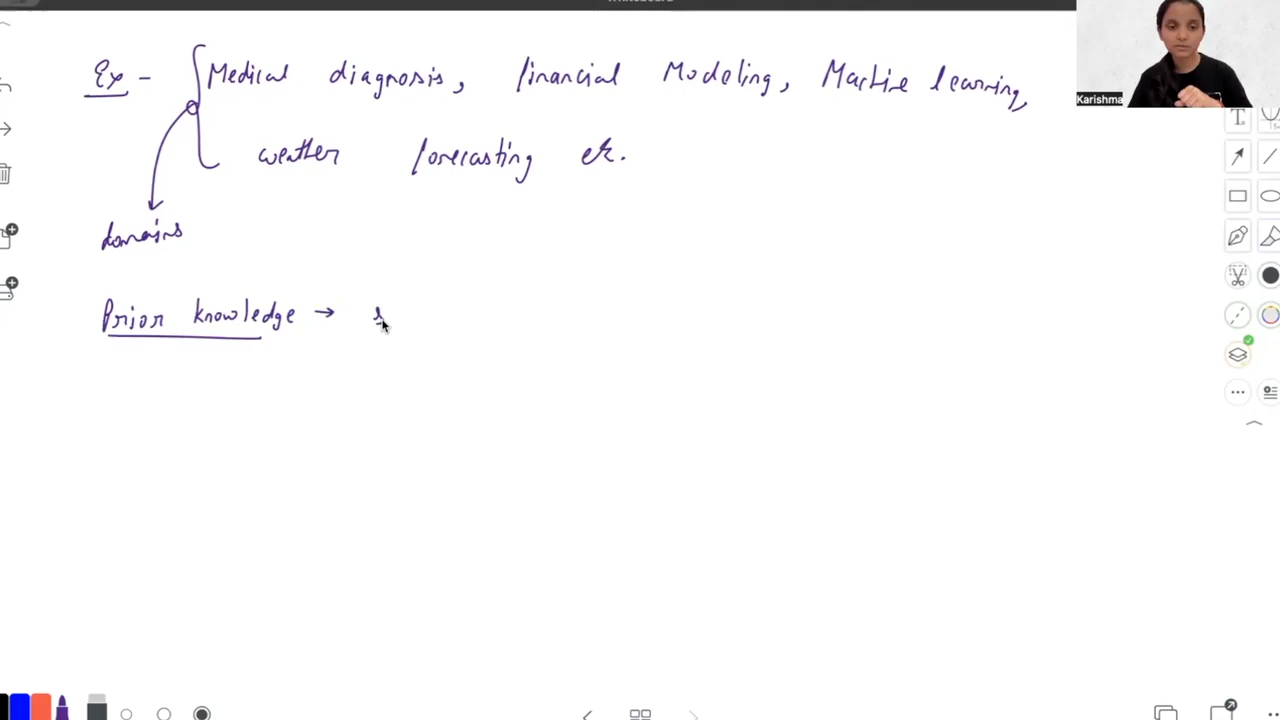 Ex - Medical diagnosis, financial Modeling, Machine learning,
weather forecasting etc.
domains
Prior knowledge →
Karishma